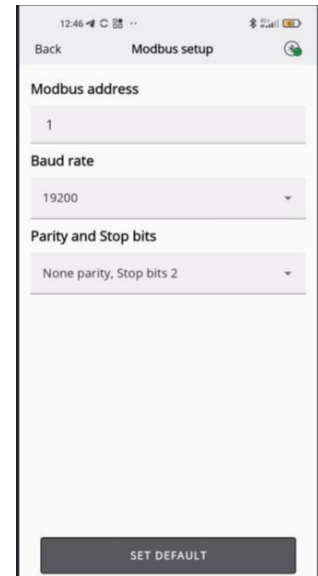 12:46
Back Modbus setup
Modbus address
1
Baud rate
19200
Parity and Stop bits
None parity, Stop bits 2
SET DEFAULT